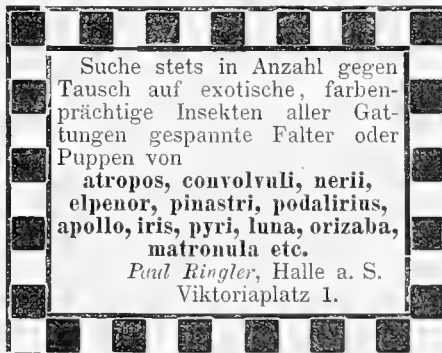 Suche stets in Anzahl gegen
Tausch auf exotische, farben-
prächtige Insekten aller Gat-
tungen gespannte Falter oder
Puppen von
atropos, convolvuli, nerii,
elpenor, pinastri, podalirius,
apollo, iris, pyri, luna, orizaba,
matronula etc.
Paul Ringler, Halle a. S.
Viktoriaplatz 1.